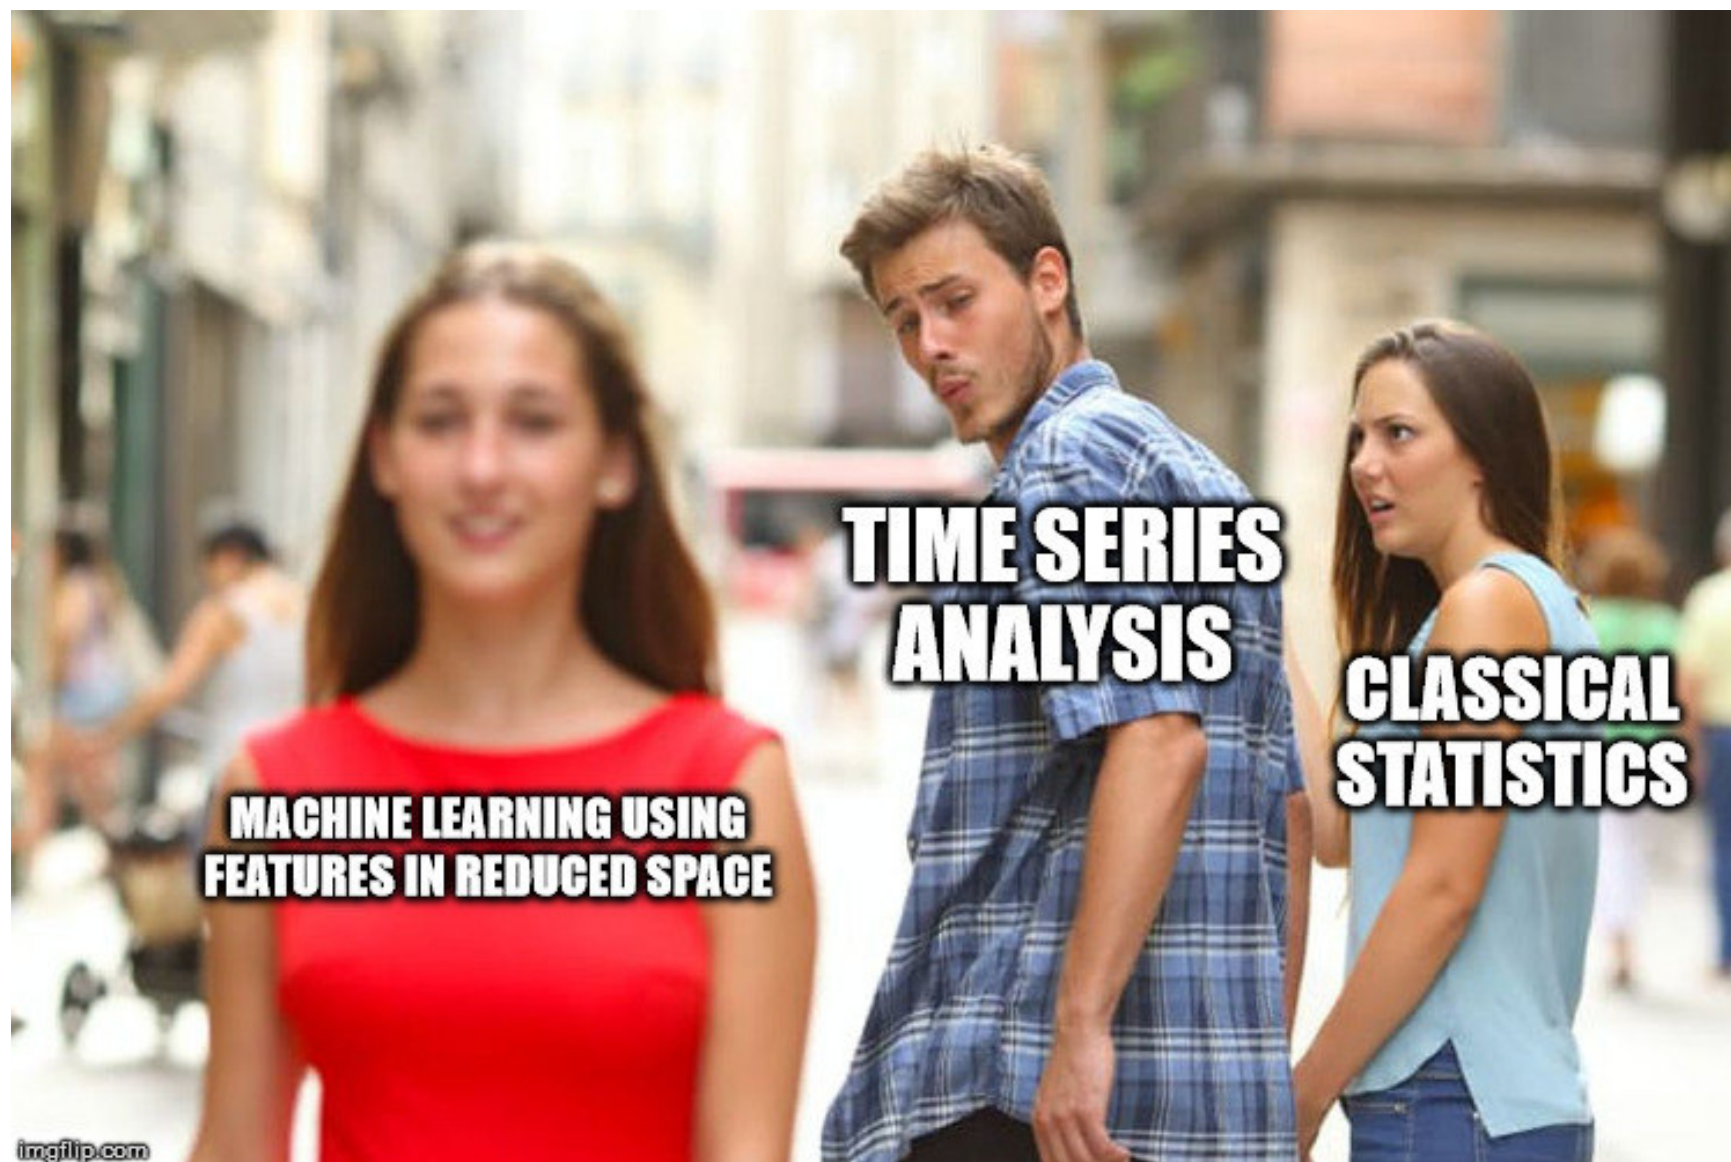 TIME SERIES
ANALYSIS
CLASSICAL
STATISTICS
MACHINE LEARNING USING
FEATURES IN REDUCED SPACE
imgflip.com